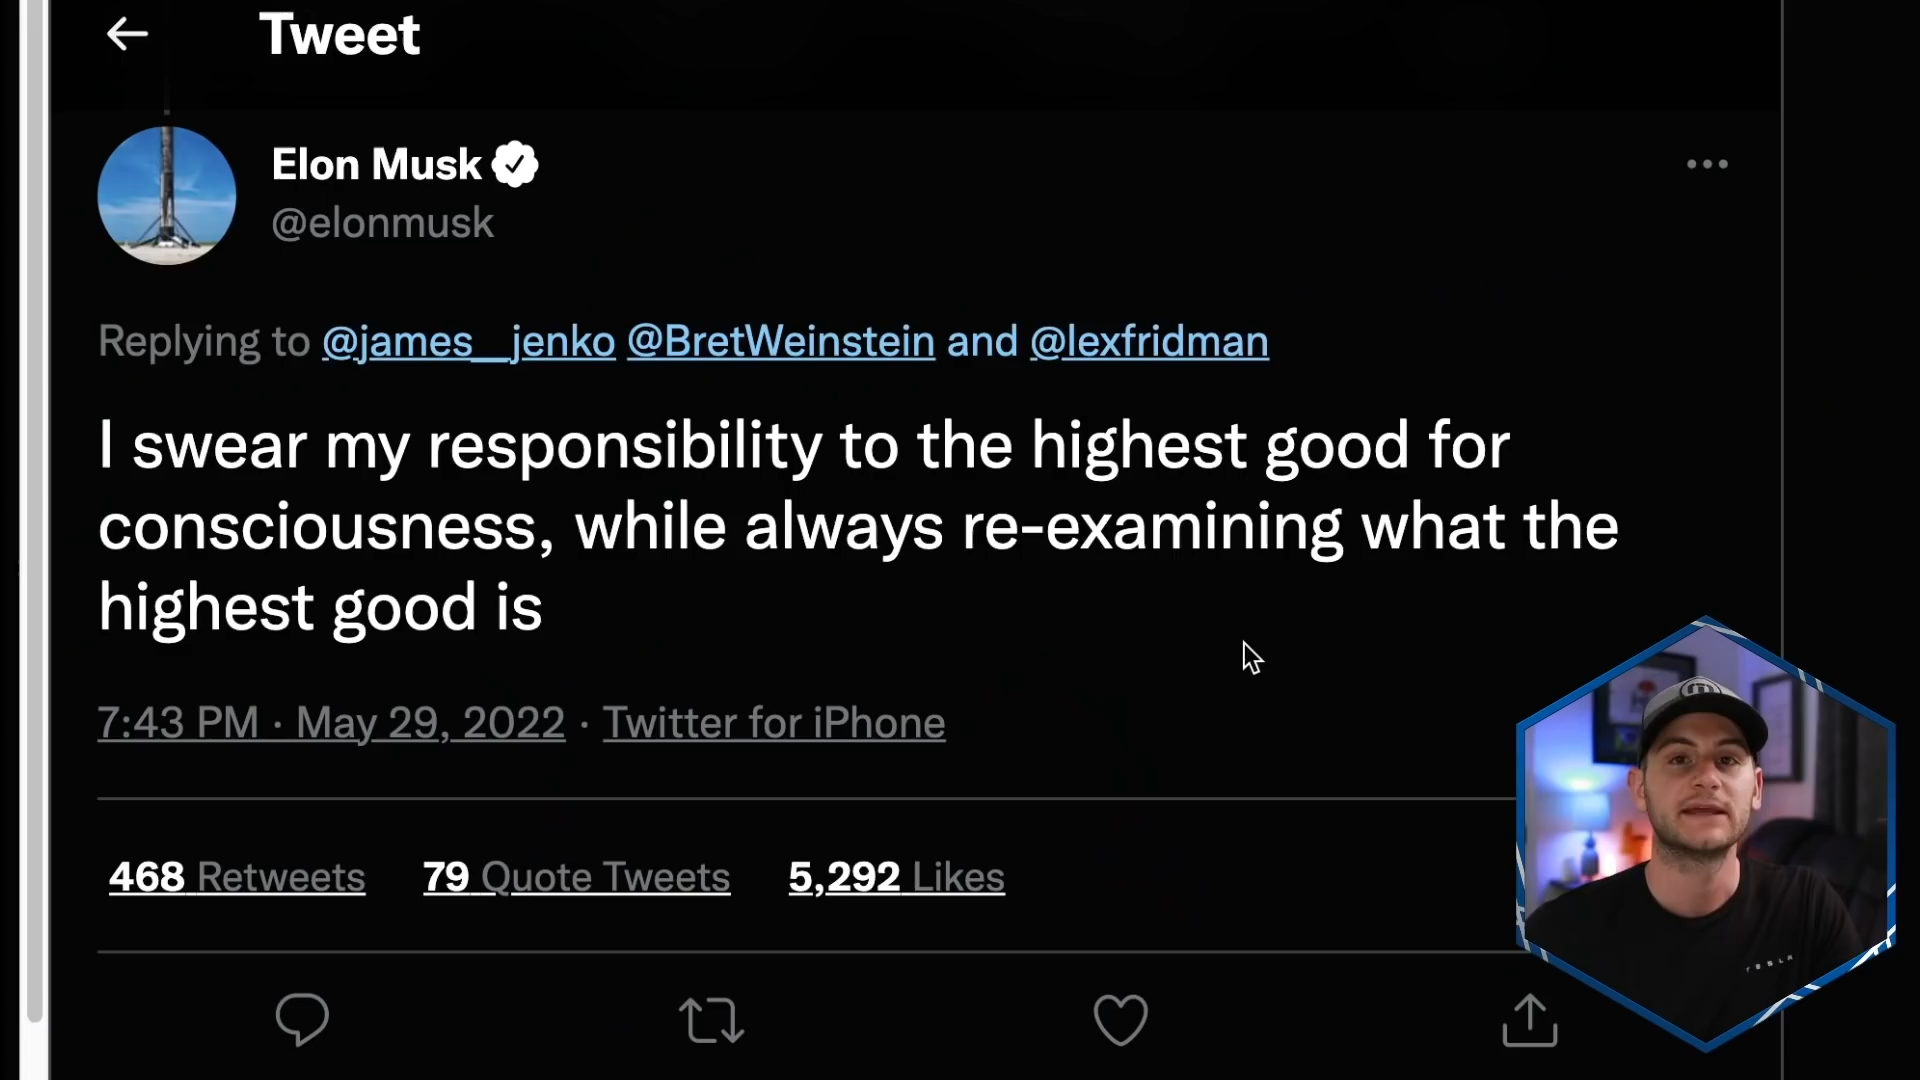 Tweet
Elon Musk
@elonmusk
Replying to @james__jenko @BretWeinstein and @lexfridman
I swear my responsibility to the highest good for
consciousness, while always re-examining what the
highest good is
7:43 PM · May 29, 2022 · Twitter for iPhone
468 Retweets 79 Quote Tweets 5,292 Likes
TESLA